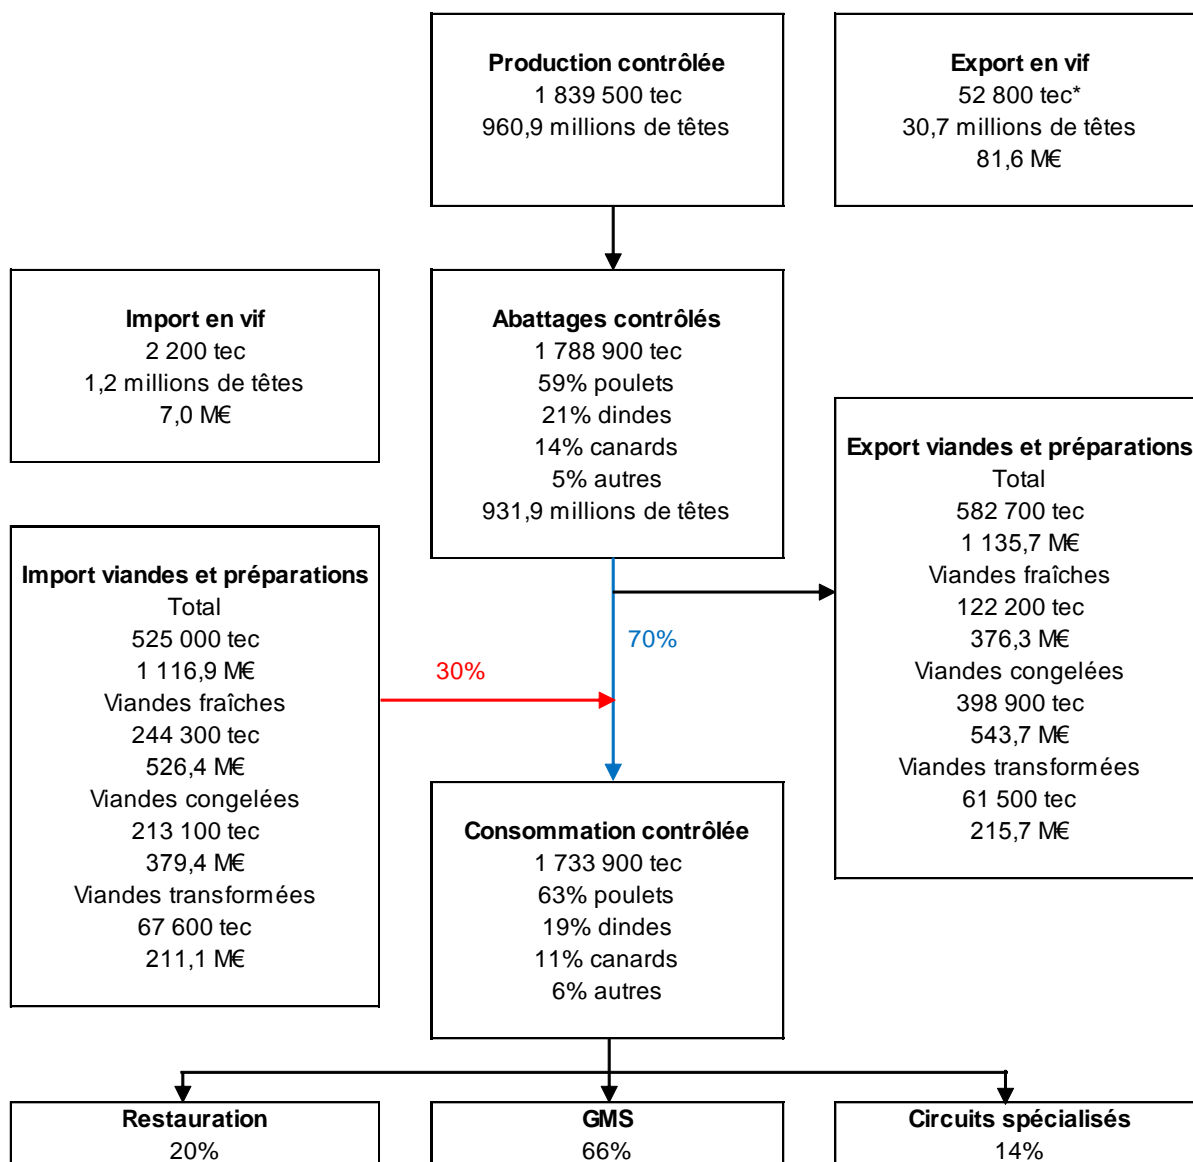 Production contrôlée
1 839 500 tec
960,9 millions de têtes
Export en vif
52 800 tec*
30,7 millions de têtes
81,6 M€
Import en vif
2 200 tec
1,2 millions de têtes
7,0 M€
Abattages contrôlés
1 788 900 tec
59% poulets
21% dindes
14% canards
5% autres
931,9 millions de têtes
Export viandes et préparations
Total
582 700 tec
1 135,7 M€
Viandes fraîches
122 200 tec
376,3 M€
Viandes congelées
398 900 tec
543,7 M€
Viandes transformées
61 500 tec
215,7 M€
Import viandes et préparations
Total
525 000 tec
1 116,9 M€
Viandes fraîches
244 300 tec
526,4 M€
Viandes congelées
213 100 tec
379,4 M€
Viandes transformées
67 600 tec
211,1 M€
30%
70%
Consommation contrôlée
1 733 900 tec
63% poulets
19% dindes
11% canards
6% autres
Restauration
20%
GMS
66%
Circuits spécialisés
14%